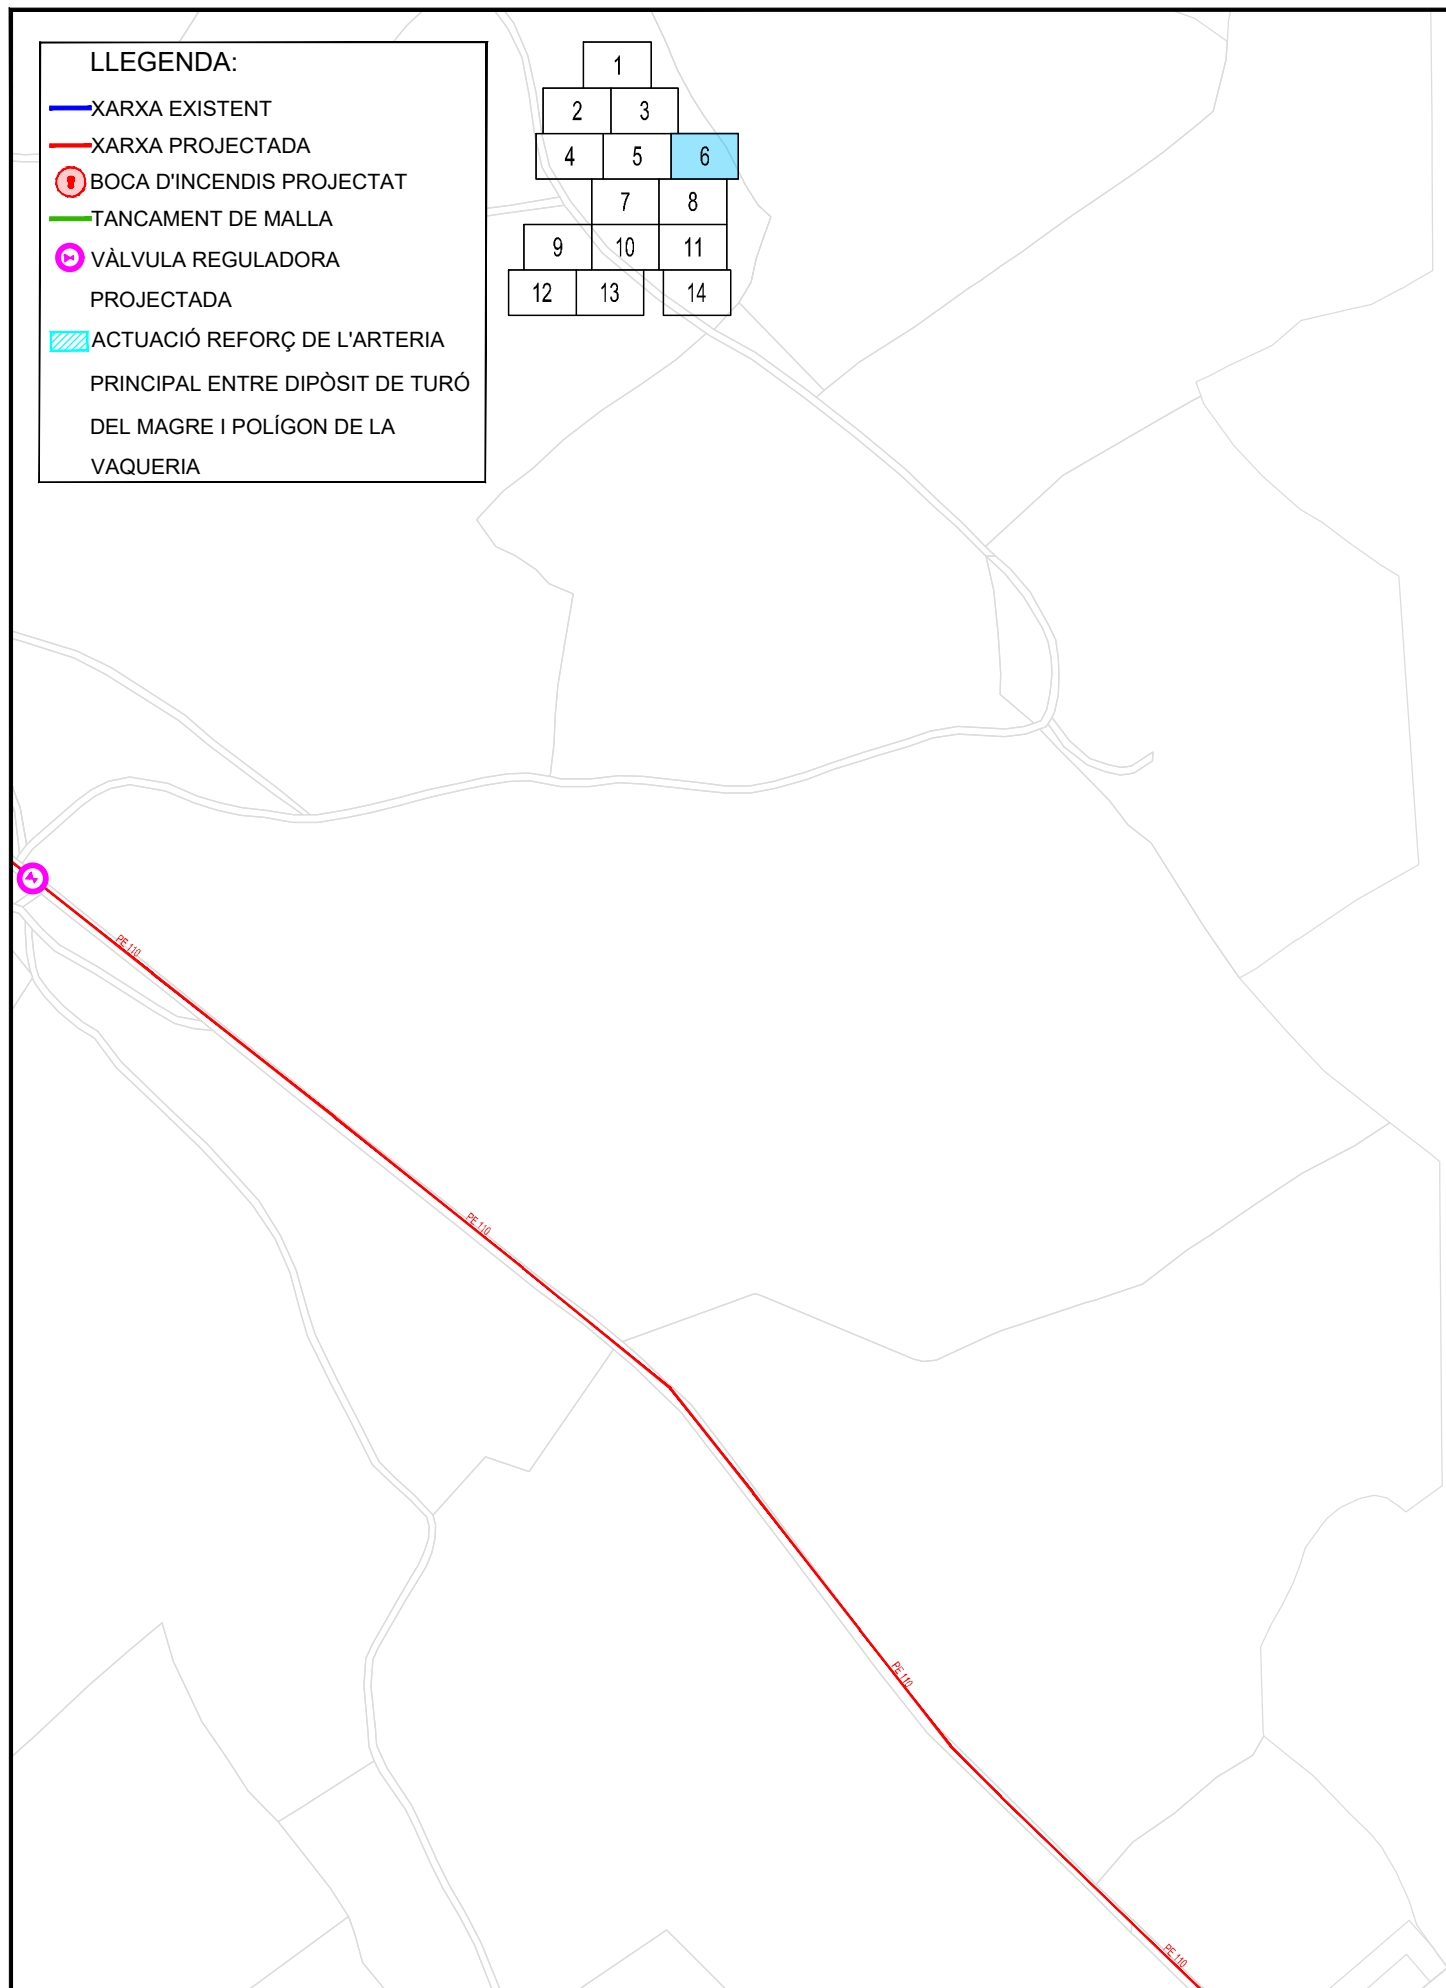 LLEGENDA:
XARXA EXISTENT
XARXA PROJECTADA
BOCA D'INCENDIS PROJECTAT
TANCAMENT DE MALLA
VÀLVULA REGULADORA
PROJECTADA
ACTUACIÓ REFORÇ DE L'ARTERIA
PRINCIPAL ENTRE DIPÒSIT DE TURÓ
DEL MAGRE I POLÍGON DE LA
VAQUERIA
1
2 3
4 5 6
7 8
9 10 11
12 13 14
PE 110
PE 110
PE 110
PE 110